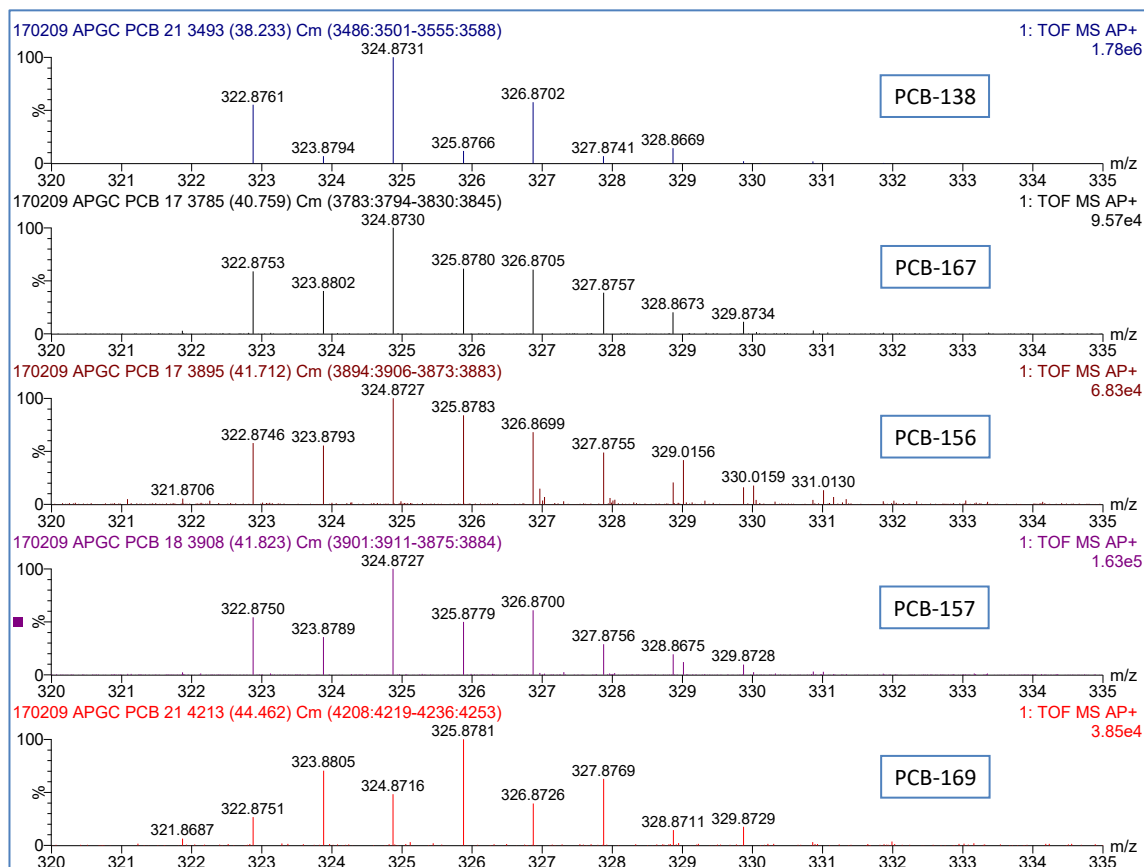 170209 APGC PCB 21 3493 (38.233) Cm (3486:3501-3555:3588) 1: TOF MS AP+
1.78e6
324.8731
100
326.8702
322.8761
PCB-138
%
325.8766
323.8794
327.8741
328.8669
0
m/z
320 321 322 323 324 325 326 327 328 329 330 331 332 333 334 335
170209 APGC PCB 17 3785 (40.759) Cm (3783:3794-3830:3845) 1: TOF MS AP+
9.57e4
324.8730
100
PCB-167
325.8780
326.8705
322.8753
%
323.8802
327.8757
328.8673
329.8734
0
m/z
320 321 322 323 324 325 326 327 328 329 330 331 332 333 334 335
170209 APGC PCB 17 3895 (41.712) Cm (3894:3906-3873:3883) 1: TOF MS AP+
6.83e4
324.8727
100
325.8783
PCB-156
326.8699
322.8746
323.8793
%
327.8755
329.0156
330.0159
331.0130
321.8706
0
m/z
320 321 322 323 324 325 326 327 328 329 330 331 332 333 334 335
170209 APGC PCB 18 3908 (41.823) Cm (3901:3911-3875:3884) 1: TOF MS AP+
1.63e5
324.8727
100
PCB-157
326.8700
322.8750
325.8779
%
323.8789
327.8756
328.8675
329.8728
0
m/z
320 321 322 323 324 325 326 327 328 329 330 331 332 333 334 335
170209 APGC PCB 21 4213 (44.462) Cm (4208:4219-4236:4253) 1: TOF MS AP+
3.85e4
325.8781
100
PCB-169
323.8805
327.8769
324.8716
%
326.8726
322.8751
321.8687
328.8711
329.8729
0
m/z
320 321 322 323 324 325 326 327 328 329 330 331 332 333 334 335